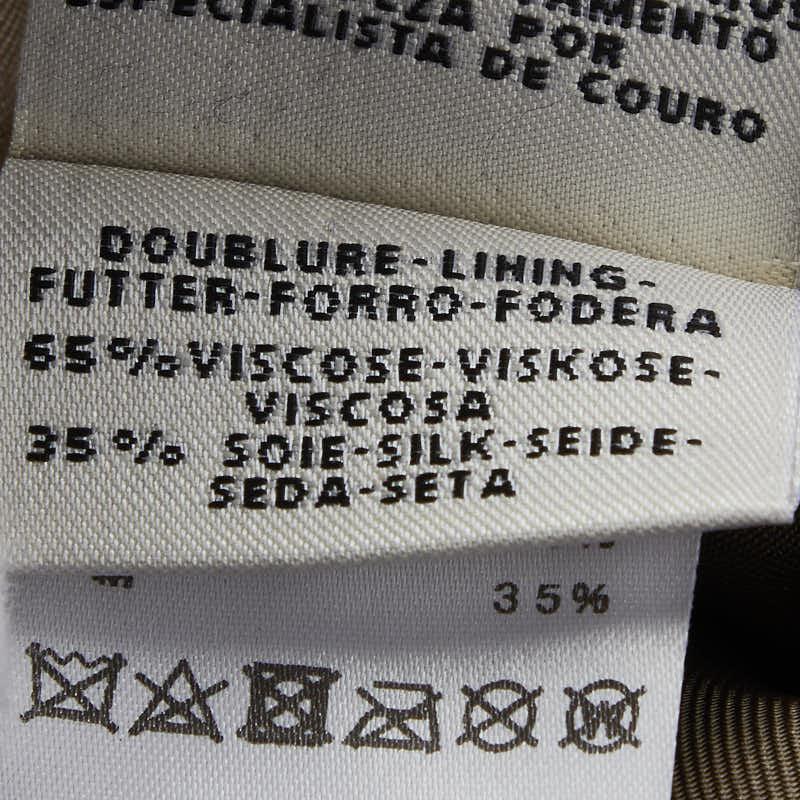 TAMENTO
ESPECIALISTA POR
DE COURO
DOUBLURE-LINING-
FUTTER-FORRO-FODERA
65%VISCOSE-VISKOSE-
VISCOSA
35% SOIE-SILK-SEIDE-
SEDA-SETA
35%
W